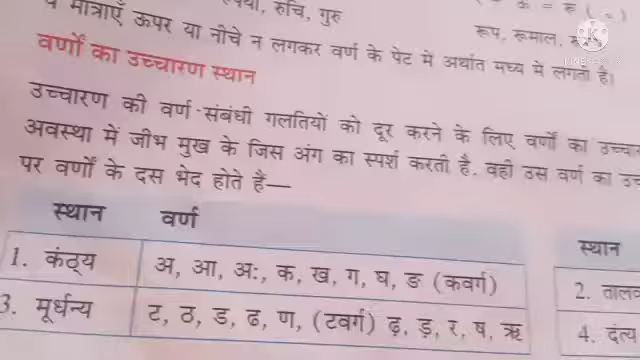 मात्राएँ ऊपर या नीचे न लगकर वर्ण के पेट में अर्थात मध्य में लगती है।
रुचि, गुरु
रूप, रूमाल,
वर्णों का उच्चारण स्थान
उच्चारण की वर्ण-संबंधी गलतियों को दूर करने के लिए वर्णों का
अवस्था में जीभ मुख के जिस अंग का स्पर्श करती है, वही उस वर्ण का
पर वर्णों के दस भेद होते हैं—
स्थान वर्ण स्थान
1. कंठ्य अ, आ, अः, क, ख, ग, घ, ङ (कवर्ग) 2.
3. मूर्धन्य ट, ठ, ड, ढ, ण, (टवर्ग) ढ़, ड़, र, ष, ऋ 4. दंत्य